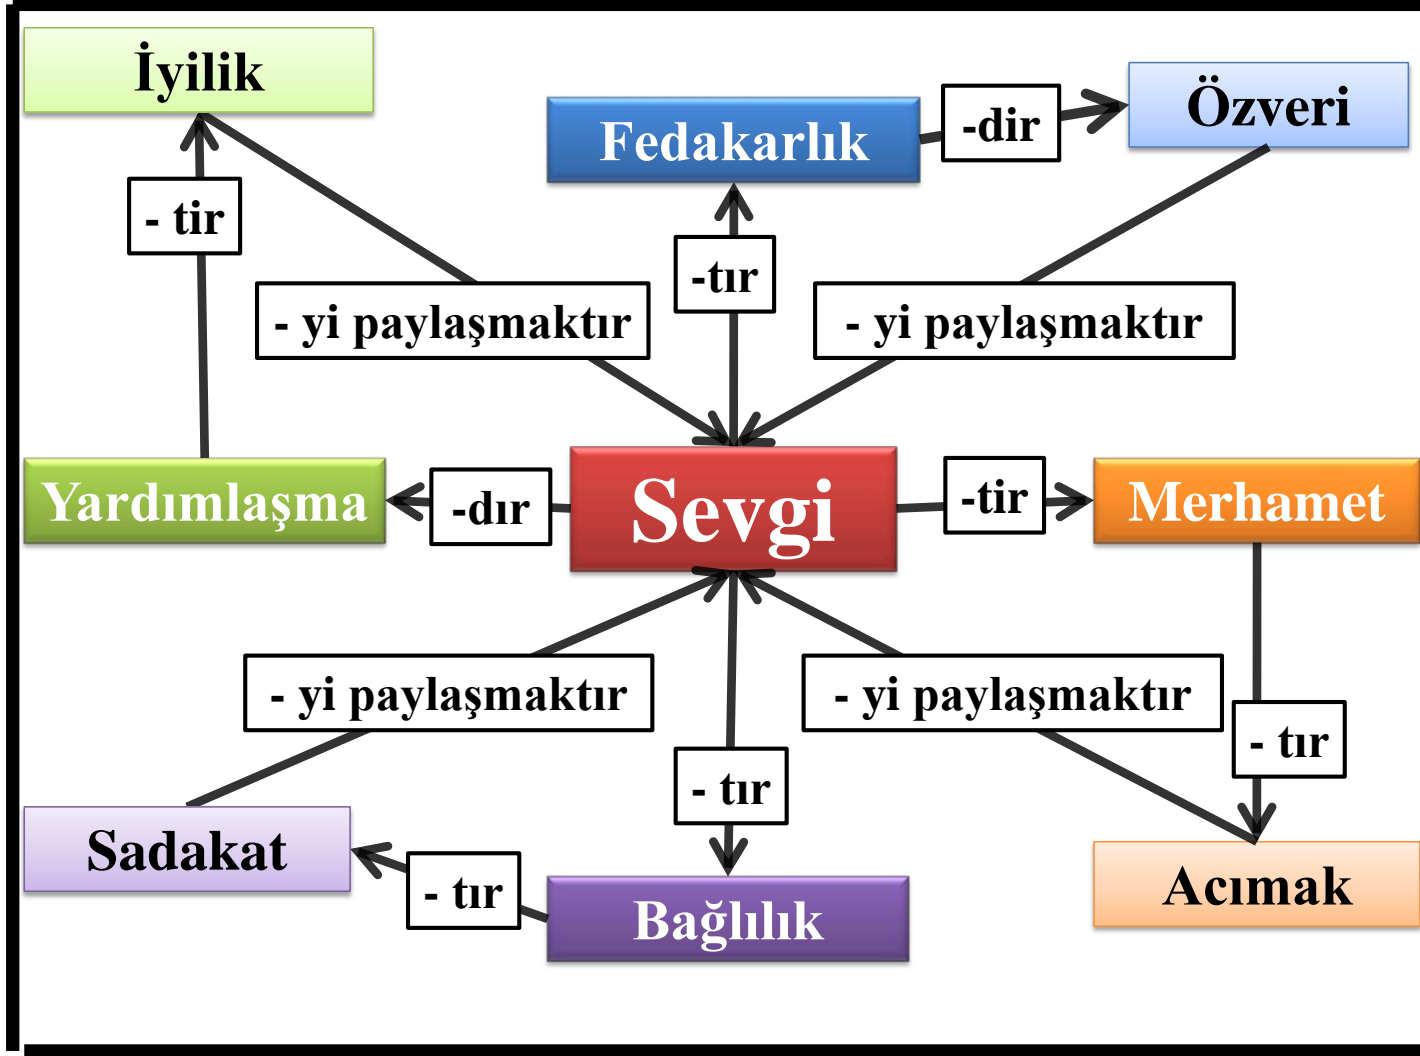 İyilik
Fedakarlık
-dir
Özveri
- tir
-tır
- yi paylaşmaktır
- yi paylaşmaktır
Yardımlaşma
-dır
Sevgi
-tir
Merhamet
- yi paylaşmaktır
- yi paylaşmaktır
- tır
- tır
Sadakat
- tır
Bağlılık
Acımak